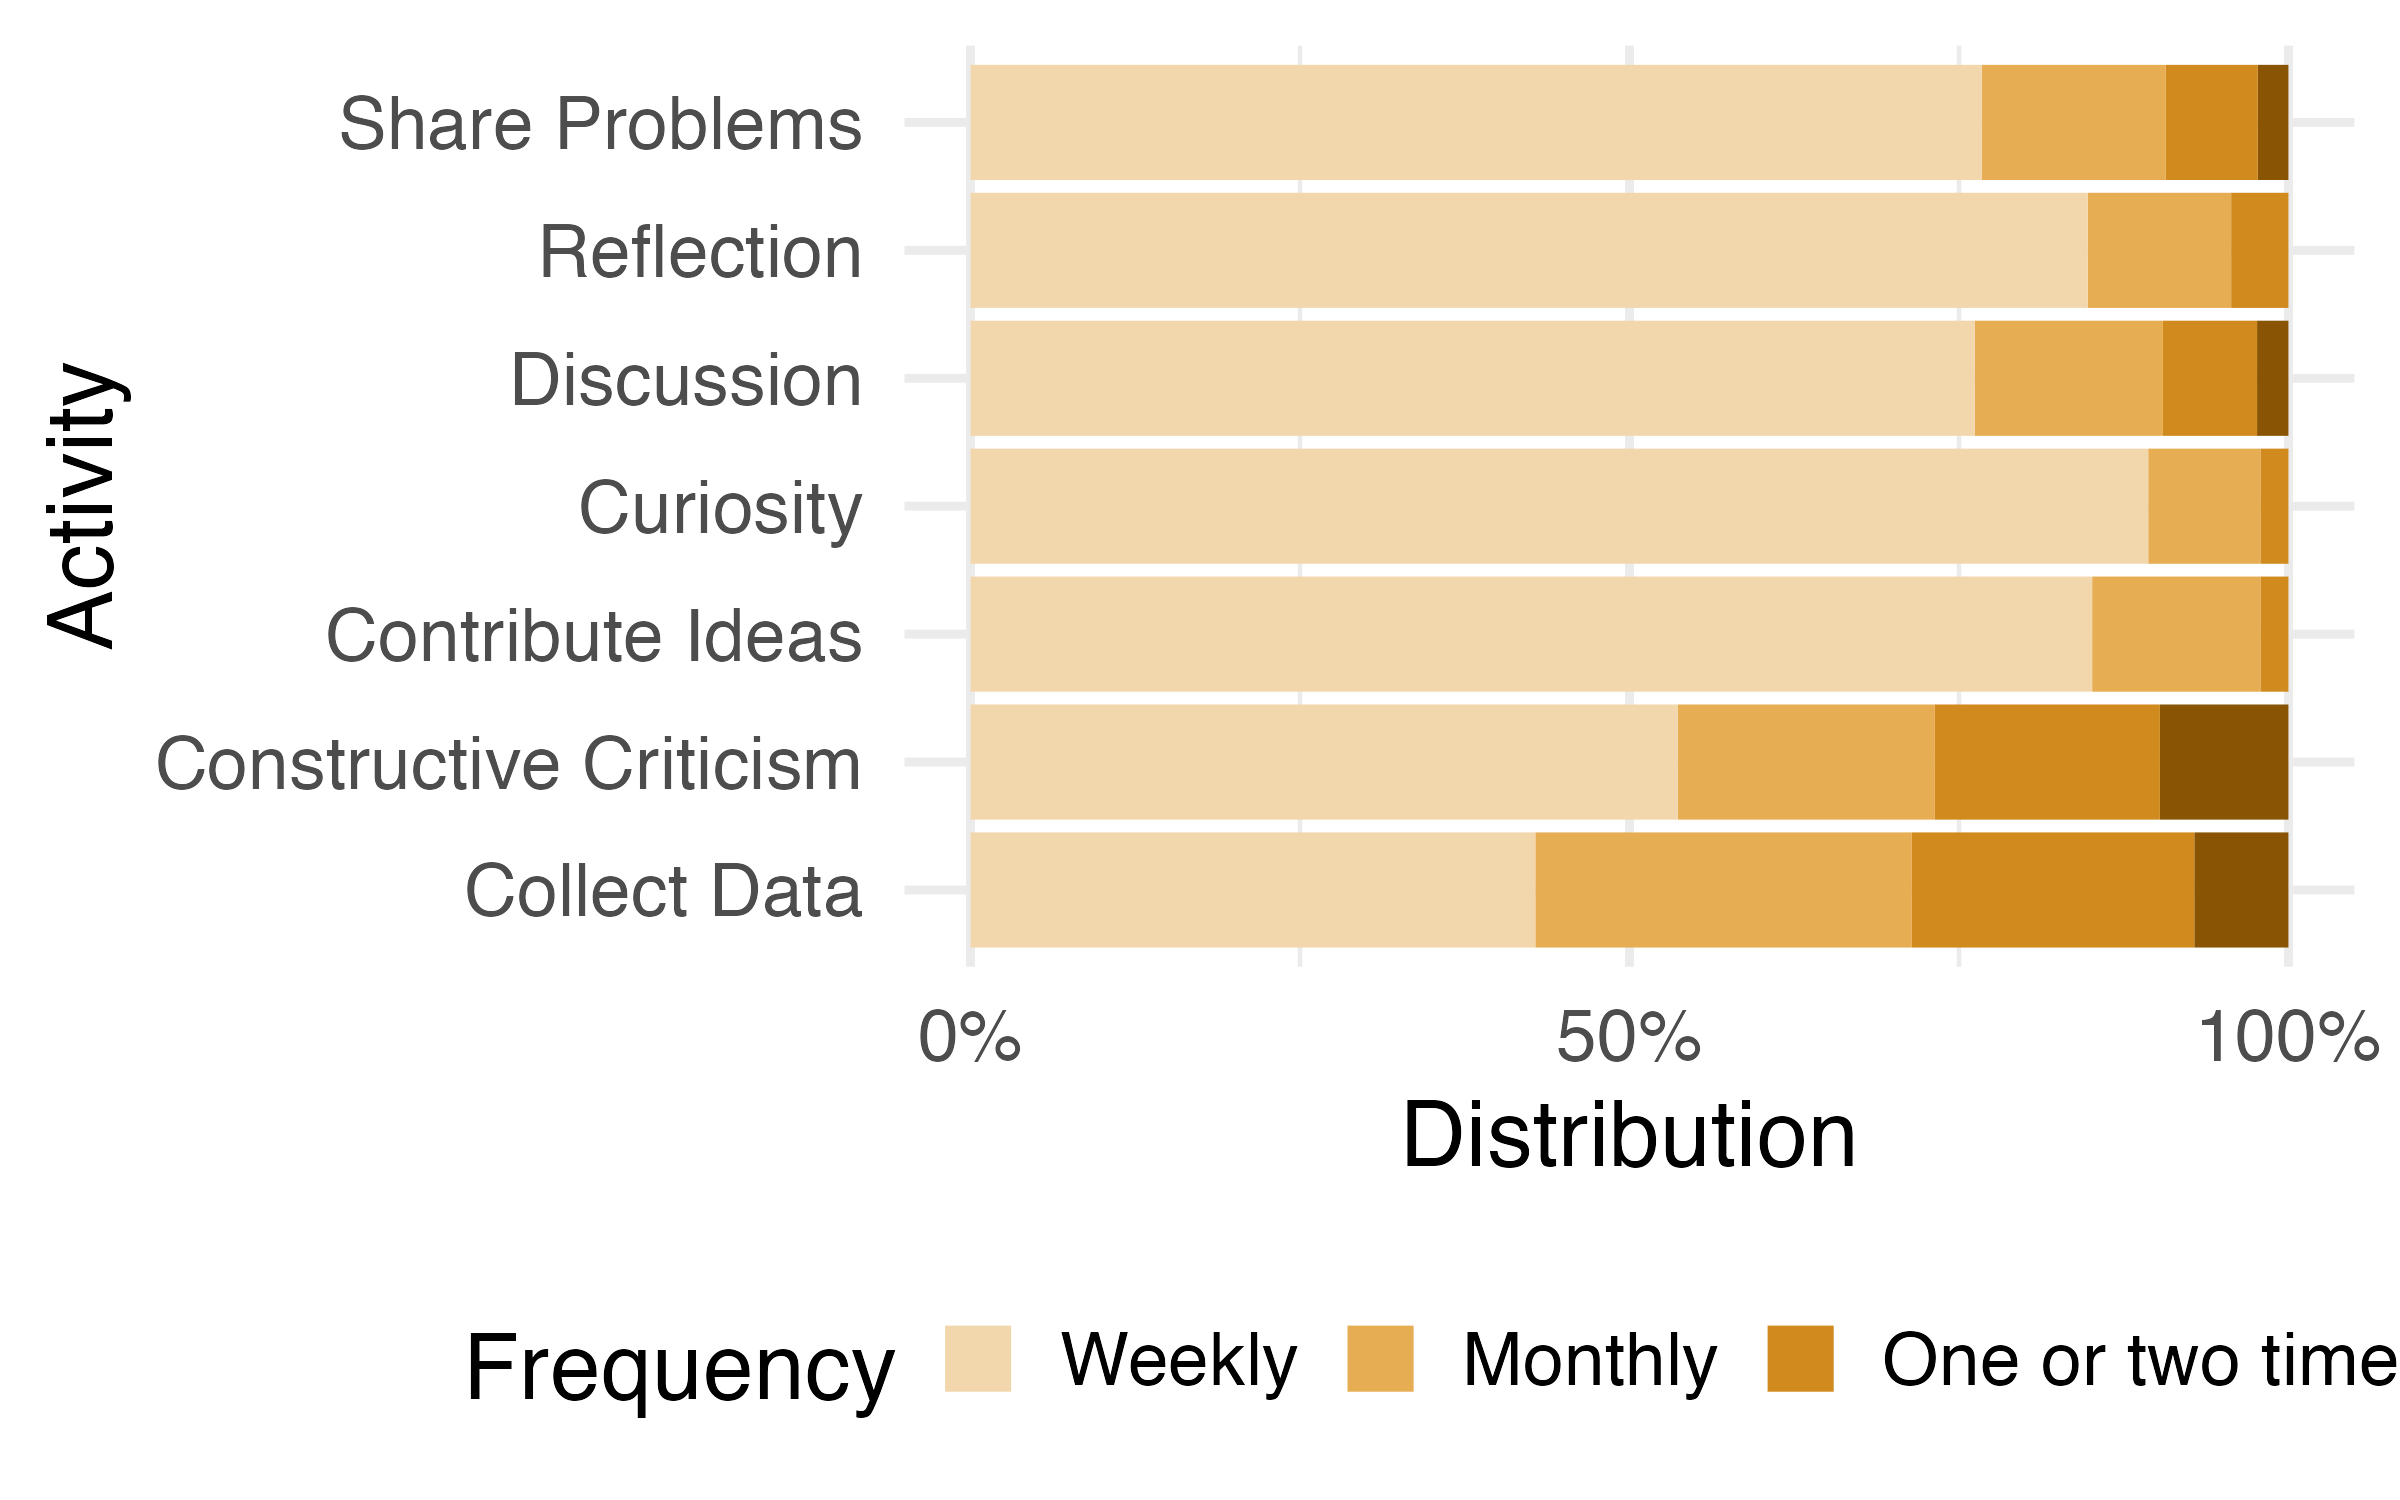 Share Problems
Reflection
Discussion
Curiosity
Contribute Ideas
Constructive Criticism
Collect Data
Activity
0% 50% 100%
Distribution
Frequency Weekly Monthly One or two time